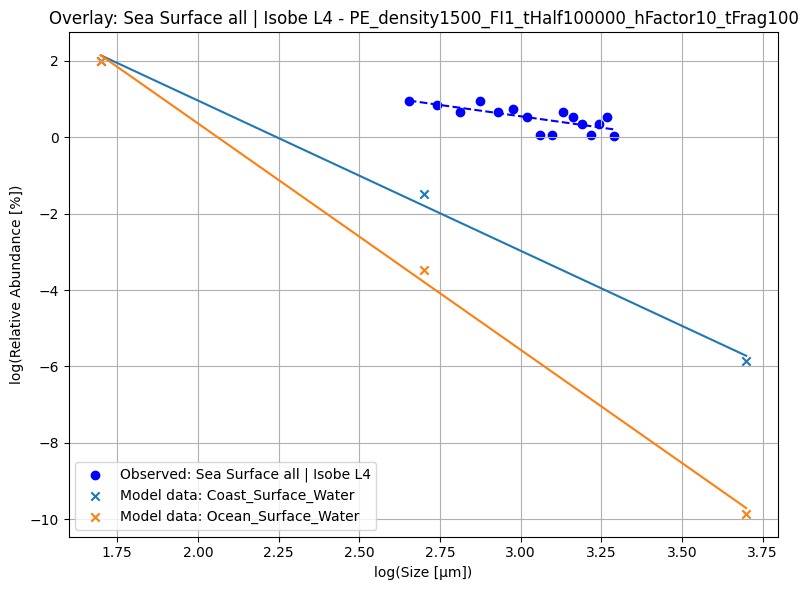 Overlay: Sea Surface all | Isobe L4 - PE_density1500_FI1_tHalf100000_hFactor10_tFrag100
log(Relative Abundance [%])
2
0
−2
−4
−6
−8
−10
Observed: Sea Surface all | Isobe L4
Model data: Coast_Surface_Water
Model data: Ocean_Surface_Water
1.75 2.00 2.25 2.50 2.75 3.00 3.25 3.50 3.75
log(Size [µm])